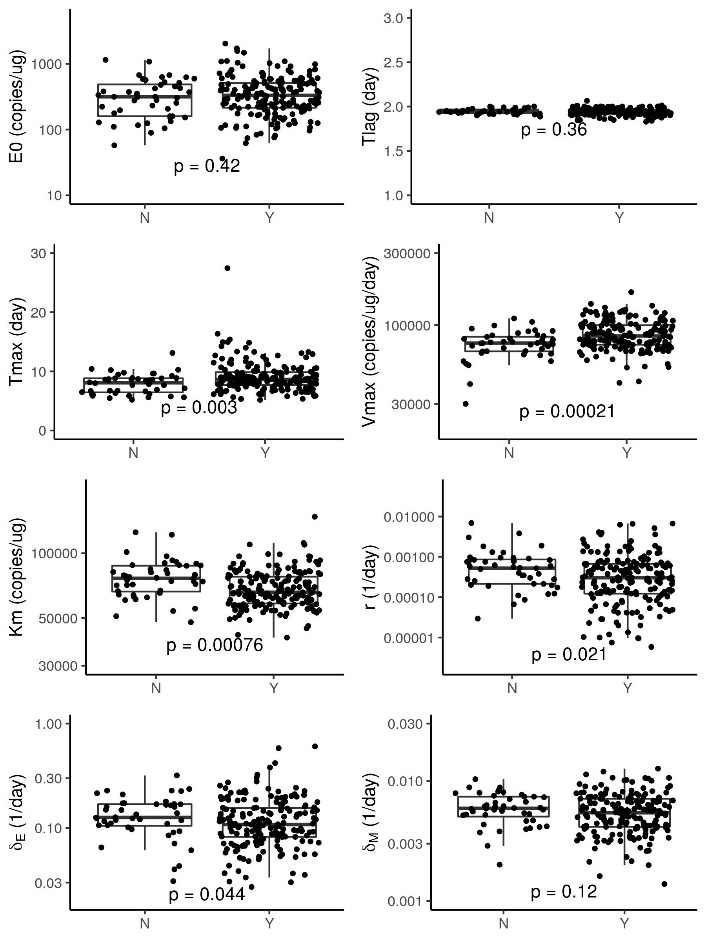 E0 (copies/ug)
1000
100
10
p = 0.42
N Y
Tlag (day)
3.0
2.5
2.0
1.5
1.0
p = 0.36
N Y
Tmax (day)
30
20
10
0
p = 0.003
N Y
Vmax (copies/ug/day)
300000
100000
30000
p = 0.00021
N Y
Km (copies/ug)
100000
50000
30000
p = 0.00076
N Y
r (1/day)
0.01000
0.00100
0.00010
0.00001
p = 0.021
N Y
δE (1/day)
1.00
0.30
0.10
0.03
p = 0.044
N Y
δM (1/day)
0.030
0.010
0.003
0.001
p = 0.12
N Y